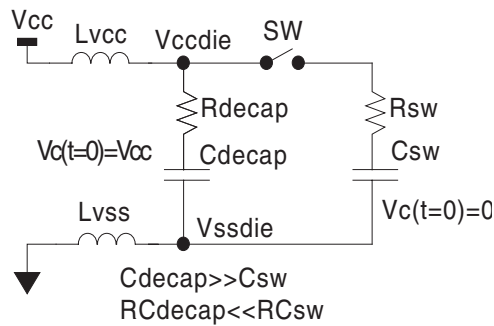 Vcc
Lvcc
Vccdie
SW
Rdecap
Rsw
Vc(t=0)=Vcc
Cdecap
Csw
Vc(t=0)=0
Lvss
Vssdie
Cdecap>>Csw
RCdecap<<RCsw